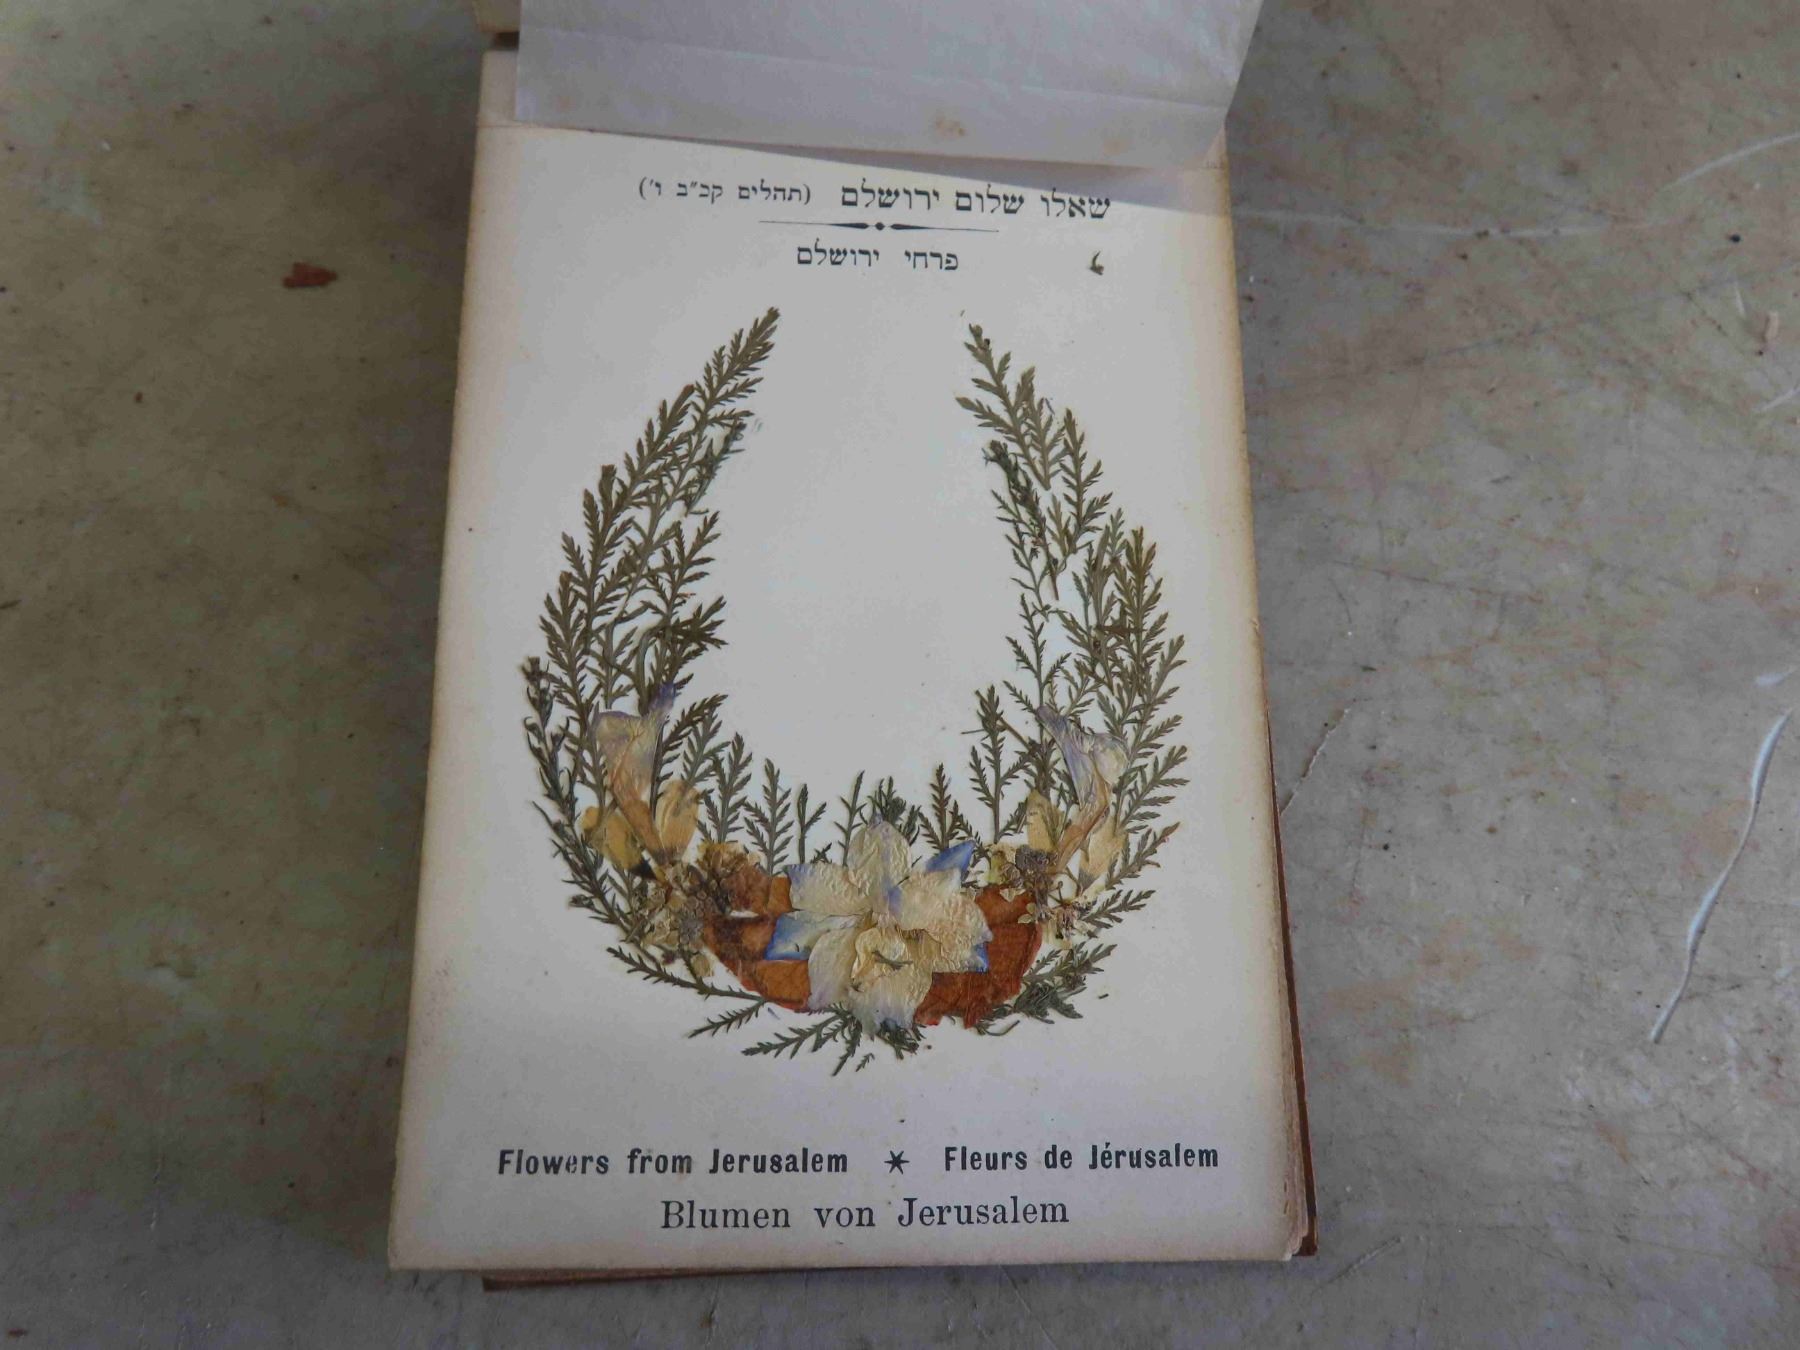 שאלו שלום ירושלם (תהלים קכ״ב ו׳)
פרחי ירושלם
Flowers from Jerusalem * Fleurs de Jérusalem
Blumen von Jerusalem